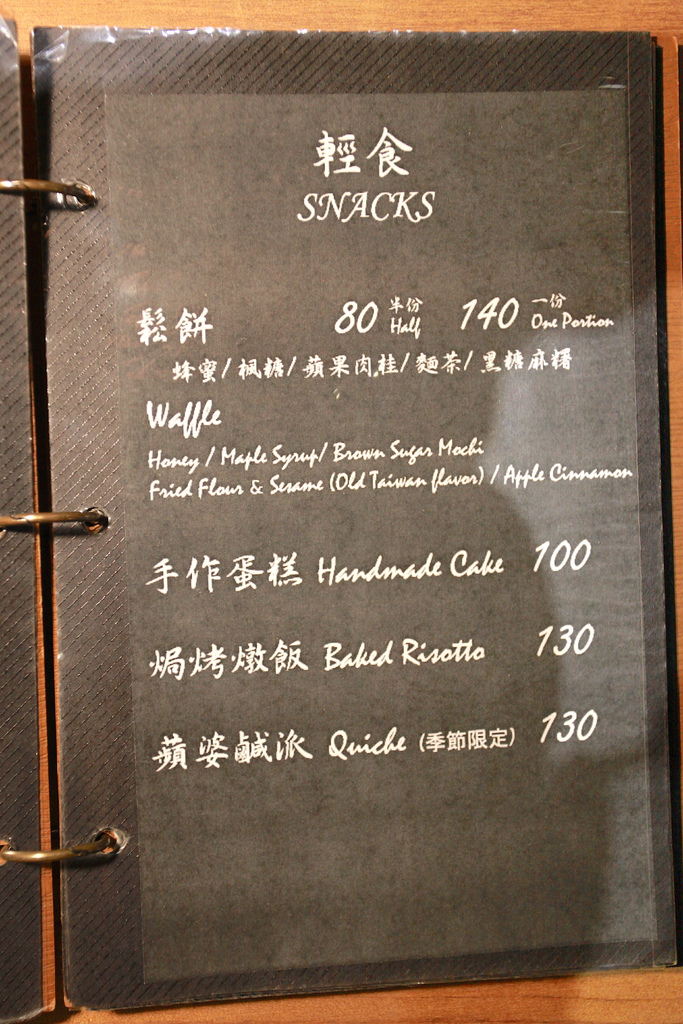 輕食
SNACKS
鬆餅 80 半份 Half 140 一份 One Portion
蜂蜜/楓糖/蘋果肉桂/麵茶/黑糖麻糬
Waffle
Honey / Maple Syrup/ Brown Sugar Mochi
Fried Flour & Sesame (Old Taiwan flavor) / Apple Cinnamon
手作蛋糕 Handmade Cake 100
焗烤燉飯 Baked Risotto 130
蘋婆鹹派 Quiche (季節限定) 130